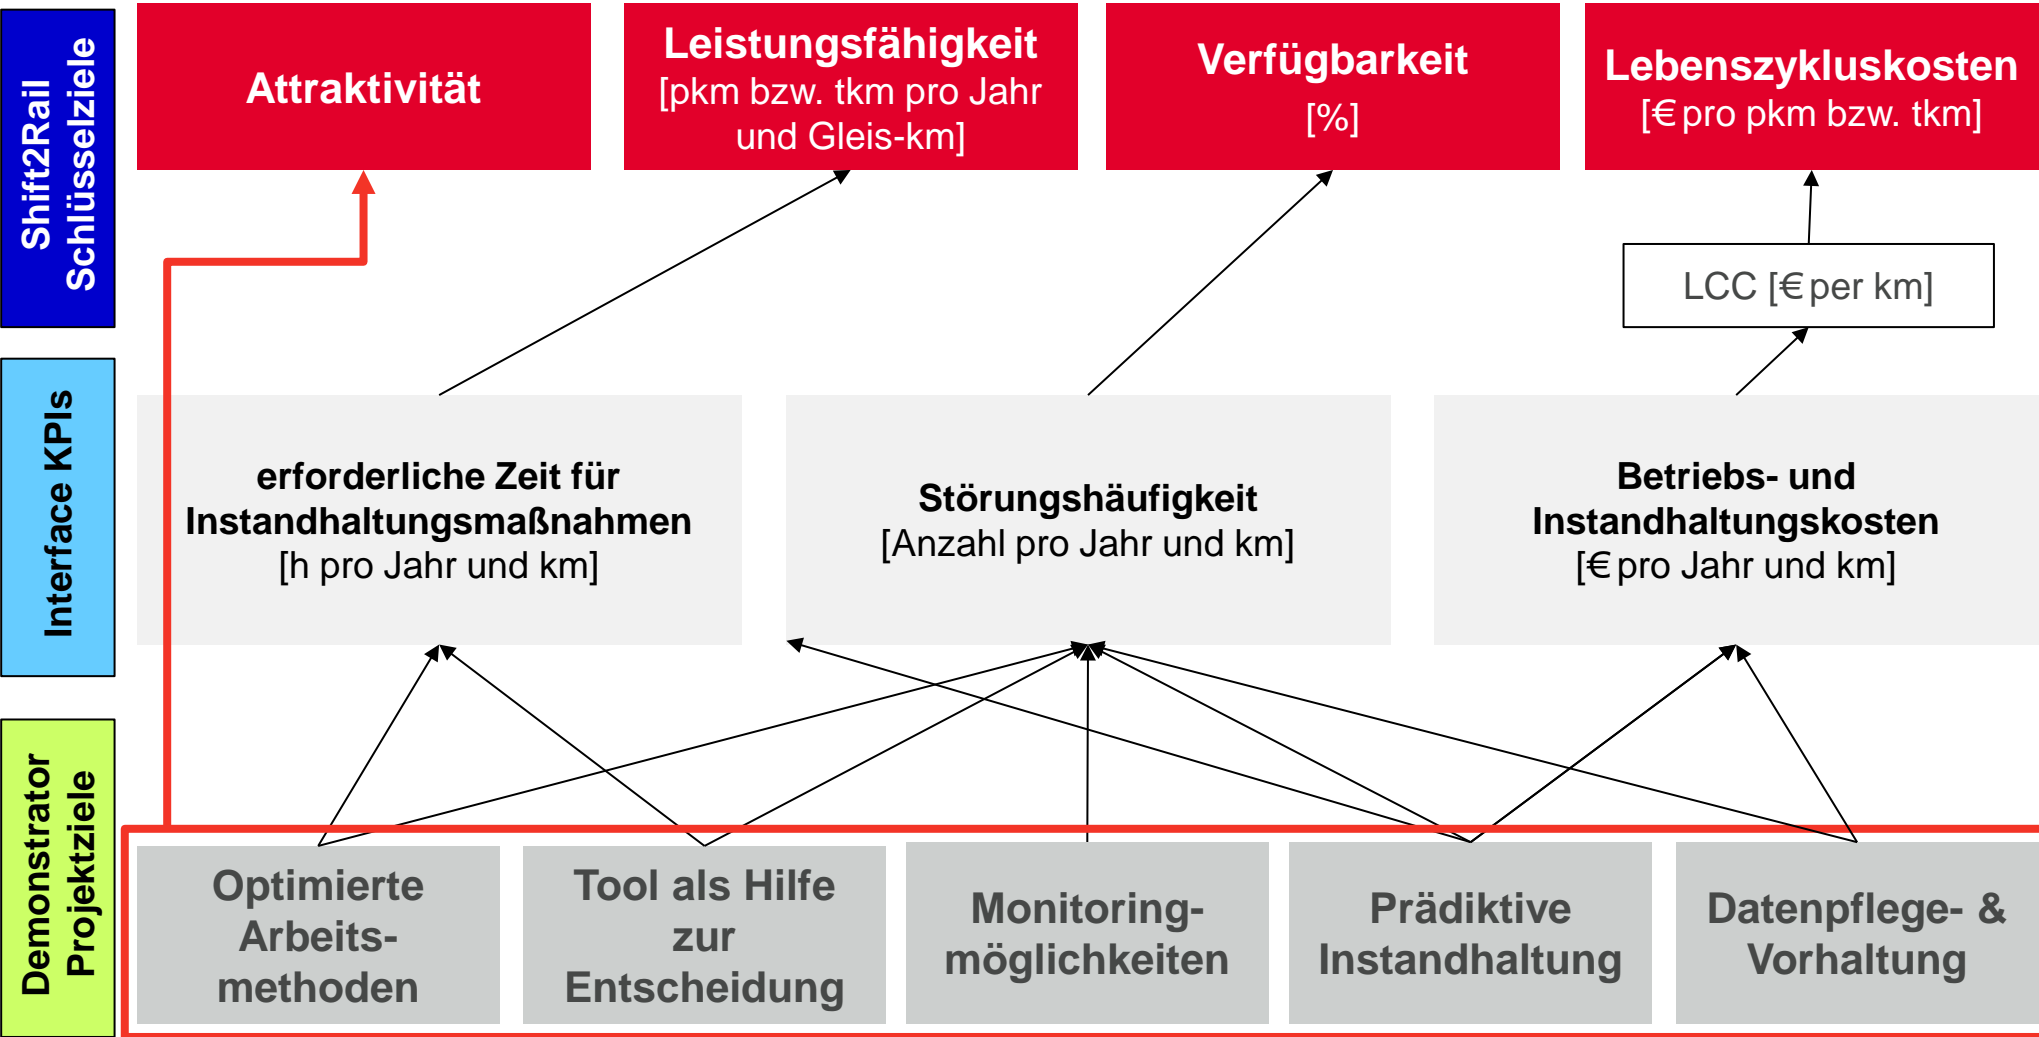 Shift2Rail
Schlüsselziele
Attraktivität
Leistungsfähigkeit
[pkm bzw. tkm pro Jahr
und Gleis-km]
Verfügbarkeit
[%]
Lebenszykluskosten
[€ pro pkm bzw. tkm]
LCC [€ per km]
Interface KPIs
erforderliche Zeit für
Instandhaltungsmaßnahmen
[h pro Jahr und km]
Störungshäufigkeit
[Anzahl pro Jahr und km]
Betriebs- und
Instandhaltungskosten
[€ pro Jahr und km]
Demonstrator
Projektziele
Optimierte
Arbeits-
methoden
Tool als Hilfe
zur
Entscheidung
Monitoring-
möglichkeiten
Prädiktive
Instandhaltung
Datenpflege- &
Vorhaltung